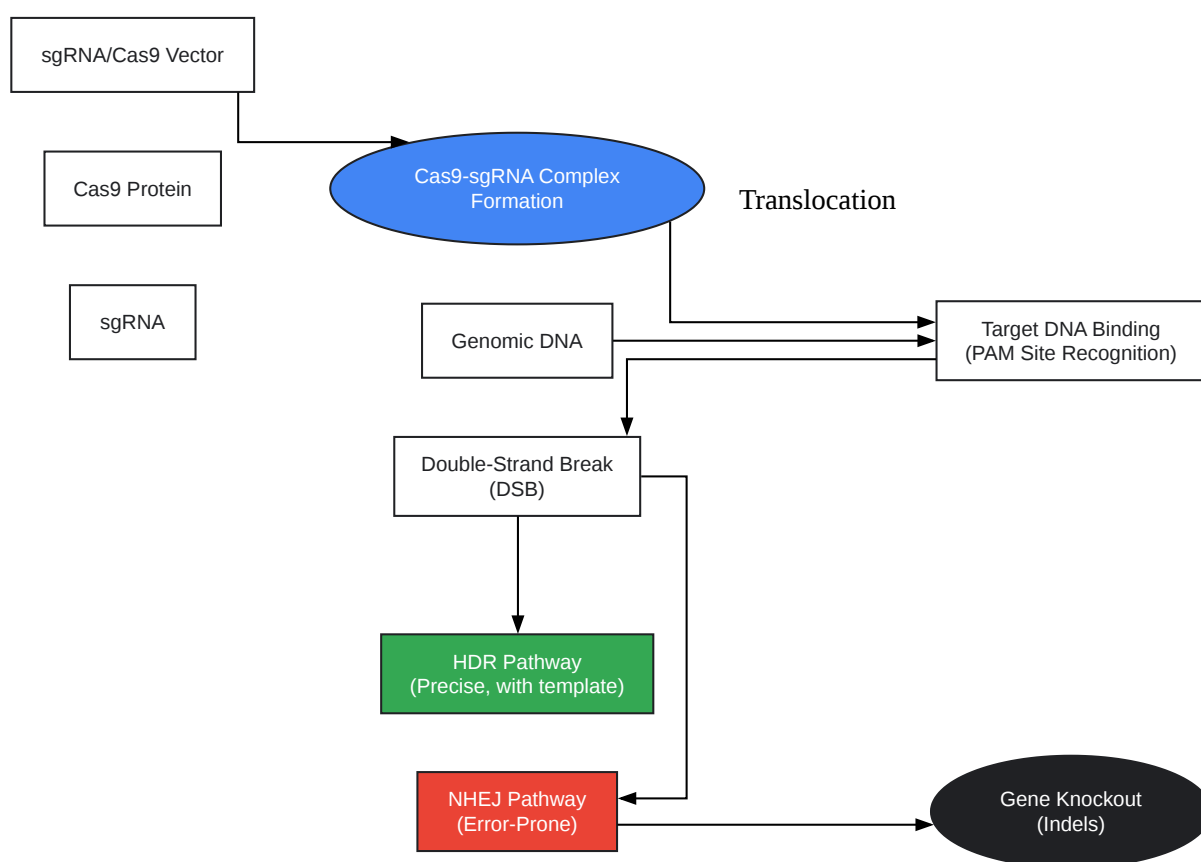 sgRNA/Cas9 Vector
Cas9 Protein
sgRNA
Cas9-sgRNA Complex
Formation
Translocation
Genomic DNA
Target DNA Binding
(PAM Site Recognition)
Double-Strand Break
(DSB)
HDR Pathway
(Precise, with template)
NHEJ Pathway
(Error-Prone)
Gene Knockout
(Indels)